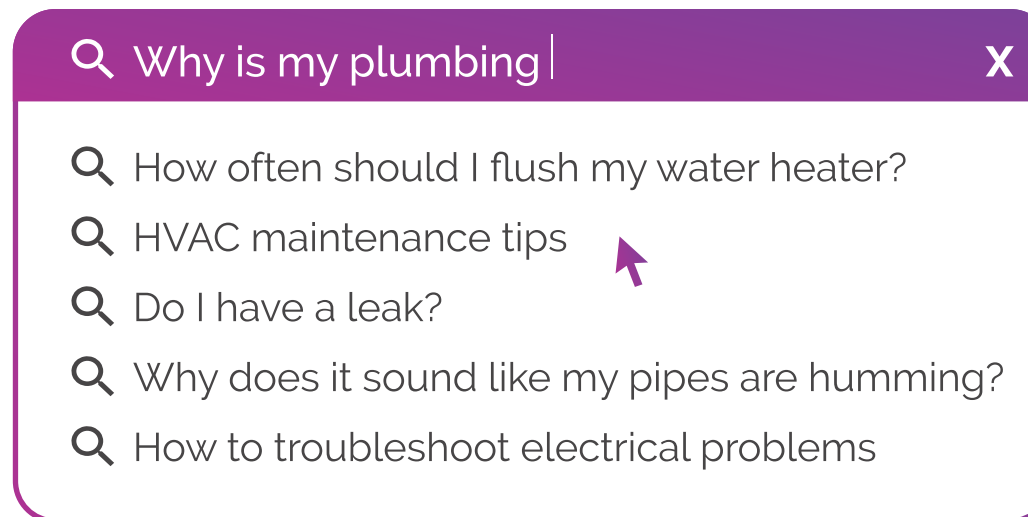 Why is my plumbing
X
How often should I flush my water heater?
HVAC maintenance tips
Do I have a leak?
Why does it sound like my pipes are humming?
How to troubleshoot electrical problems